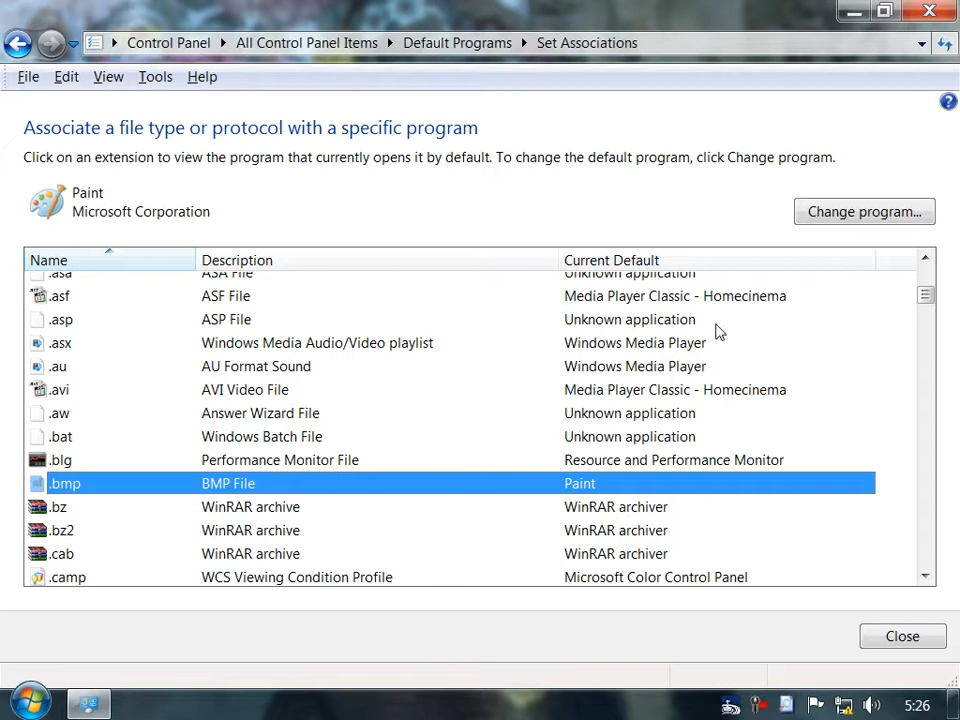 Control Panel All Control Panel Items Default Programs Set Associations
File Edit View Tools Help
?
Associate a file type or protocol with a specific program
Click on an extension to view the program that currently opens it by default. To change the default program, click Change program.
Paint
Microsoft Corporation
Change program...
Name Description Current Default
.asa ASA File Unknown application
.asf ASF File Media Player Classic - Homecinema
.asp ASP File Unknown application
.asx Windows Media Audio/Video playlist Windows Media Player
.au AU Format Sound Windows Media Player
.avi AVI Video File Media Player Classic - Homecinema
.aw Answer Wizard File Unknown application
.bat Windows Batch File Unknown application
.blg Performance Monitor File Resource and Performance Monitor
.bmp BMP File Paint
.bz WinRAR archive WinRAR archiver
.bz2 WinRAR archive WinRAR archiver
.cab WinRAR archive WinRAR archiver
.camp WCS Viewing Condition Profile Microsoft Color Control Panel
Close
5:26